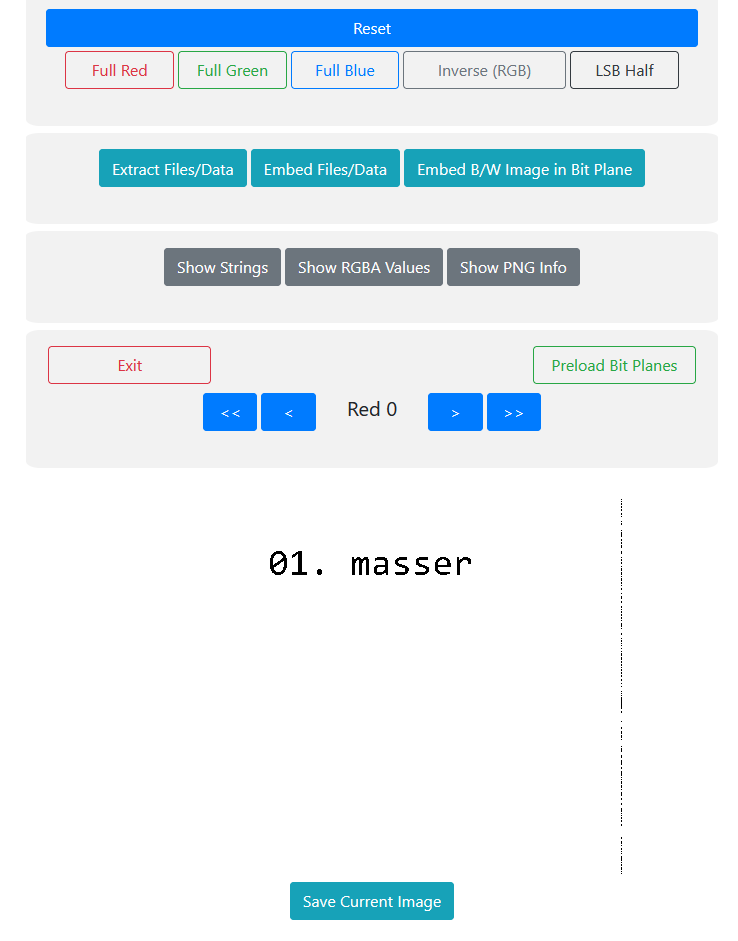 Reset
Full Red Full Green Full Blue Inverse (RGB) LSB Half
Extract Files/Data Embed Files/Data Embed B/W Image in Bit Plane
Show Strings Show RGBA Values Show PNG Info
Exit Preload Bit Planes
<< < Red 0 > >>
01. masser
Save Current Image